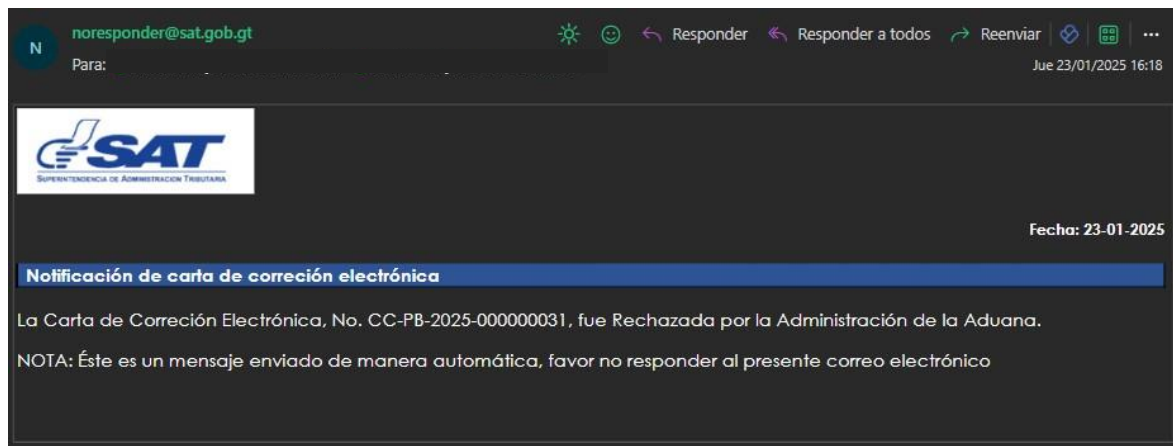 N
noresponder@sat.gob.gt
Responder
Responder a todos
Reenviar
Para:
Jue 23/01/2025 16:18
SAT
SUPERINTENDENCIA DE ADMINISTRACION TRIBUTARIA
Fecha: 23-01-2025
Notificación de carta de correción electrónica
La Carta de Correción Electrónica, No. CC-PB-2025-000000031, fue Rechazada por la Administración de la Aduana.
NOTA: Éste es un mensaje enviado de manera automática, favor no responder al presente correo electrónico